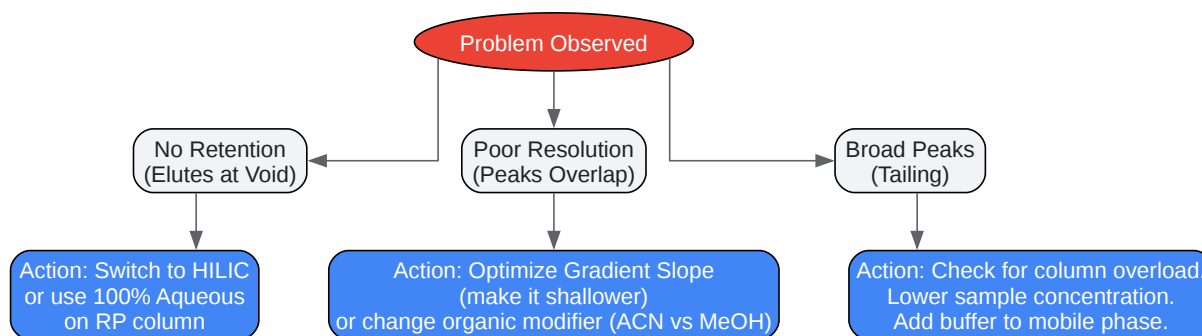 Problem Observed
No Retention
(Elutes at Void)
Poor Resolution
(Peaks Overlap)
Broad Peaks
(Tailing)
Action: Switch to HILIC
or use 100% Aqueous
on RP column
Action: Optimize Gradient Slope
(make it shallower)
or change organic modifier (ACN vs MeOH)
Action: Check for column overload.
Lower sample concentration.
Add buffer to mobile phase.